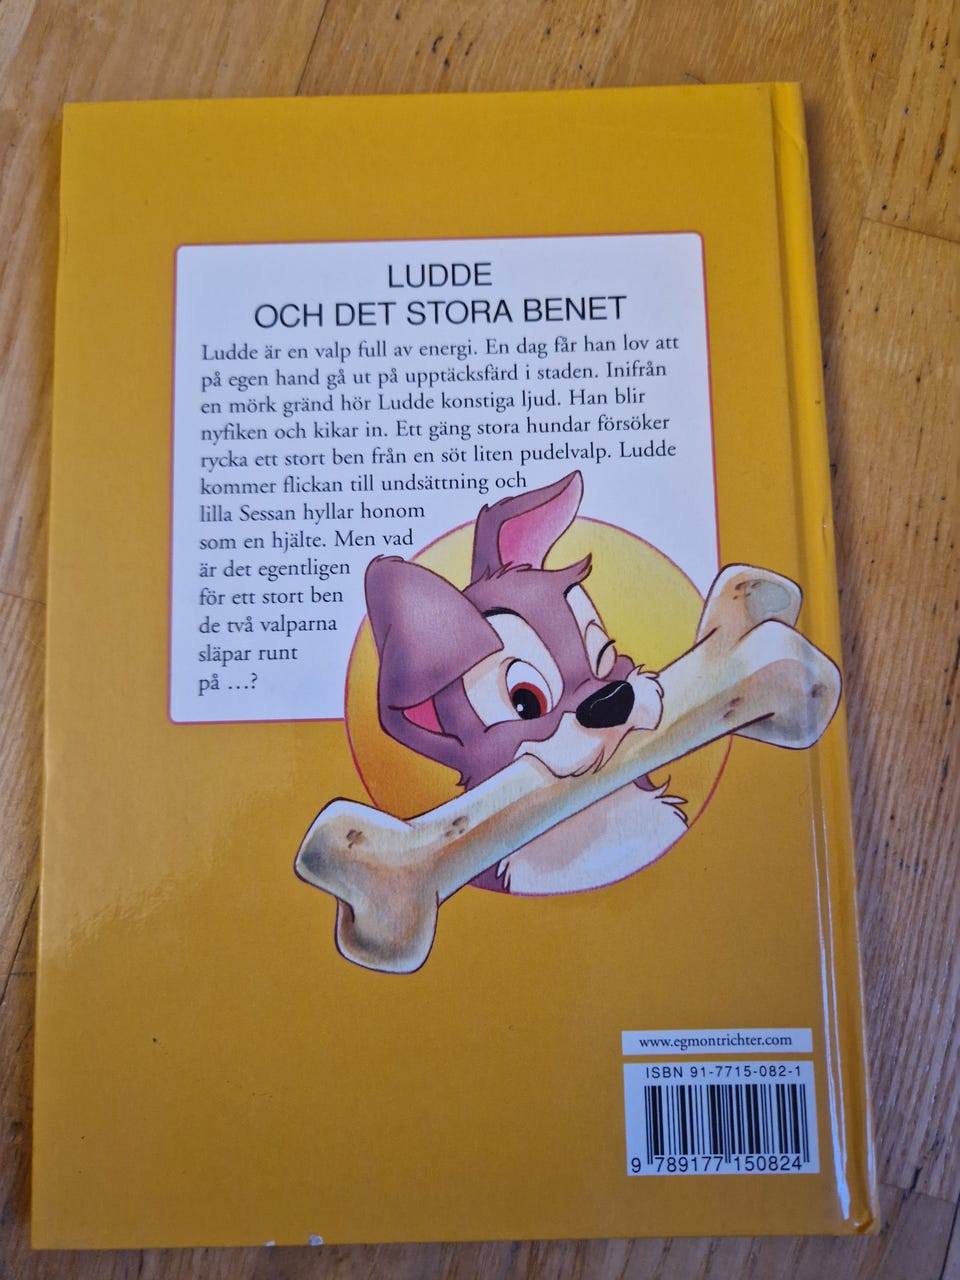 LUDDE
OCH DET STORA BENET
Ludde är en valp full av energi. En dag får han lov att
på egen hand gå ut på upptäcksfärd i staden. Inifrån
en mörk gränd hör Ludde konstiga ljud. Han blir
nyfiken och kikar in. Ett gäng stora hundar försöker
rycka ett stort ben från en söt liten pudelvalp. Ludde
kommer flickan till undsättning och
lilla Sessan hyllar honom
som en hjälte. Men vad
är det egentligen
för ett stort ben
de två valparna
släpar runt
på …?
www.egmontrichter.com
ISBN 91-7715-082-1
9 789177 150824